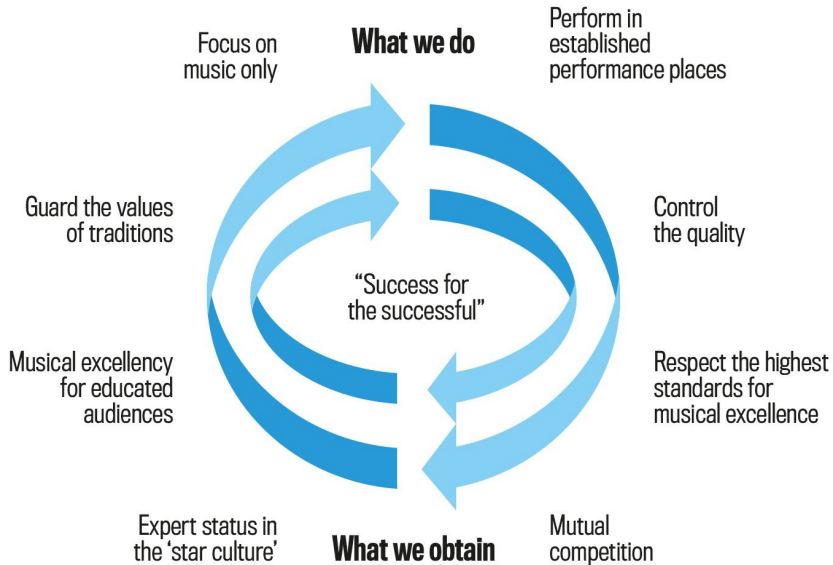 Focus on
music only
What we do
Perform in
established
performance places
Guard the values
of traditions
Control
the quality
“Success for
the successful”
Musical excellency
for educated
audiences
Respect the highest
standards for
musical excellence
Expert status in
the ‘star culture’
What we obtain
Mutual
competition